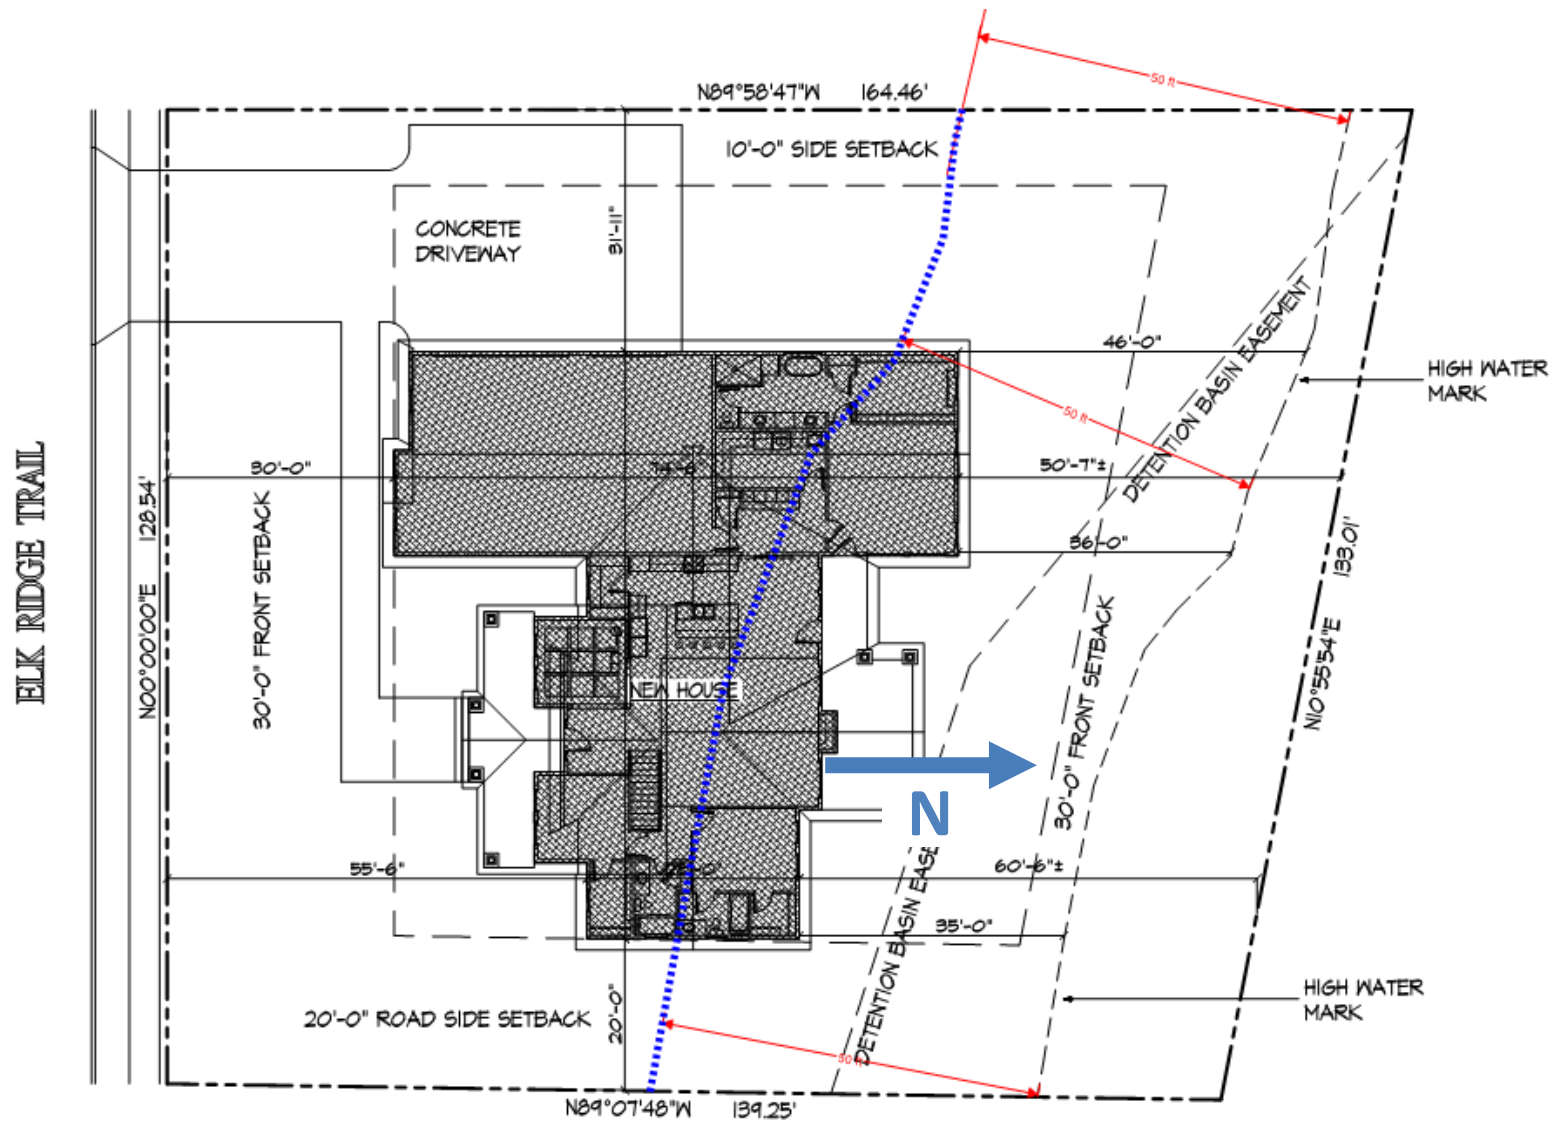 N89°58'47"W 164.46'
50 ft
10'-0" SIDE SETBACK
31'-11"
CONCRETE
DRIVEWAY
DETENTION BASIN EASEMENT
46'-0"
HIGH WATER
MARK
50 ft
30'-0"
50'-7"±
ELK RIDGE TRAIL
N00°00'00"E 128.54'
30'-0" FRONT SETBACK
36'-0"
133.01'
N10°55'54"E
30'-0" FRONT SETBACK
NEW HOUSE
N
55'-6"
60'-6"±
35'-0"
DETENTION BASIN EASE
HIGH WATER
MARK
20'-0" ROAD SIDE SETBACK
20'-0"
50 ft
N89°07'48"W 139.25'